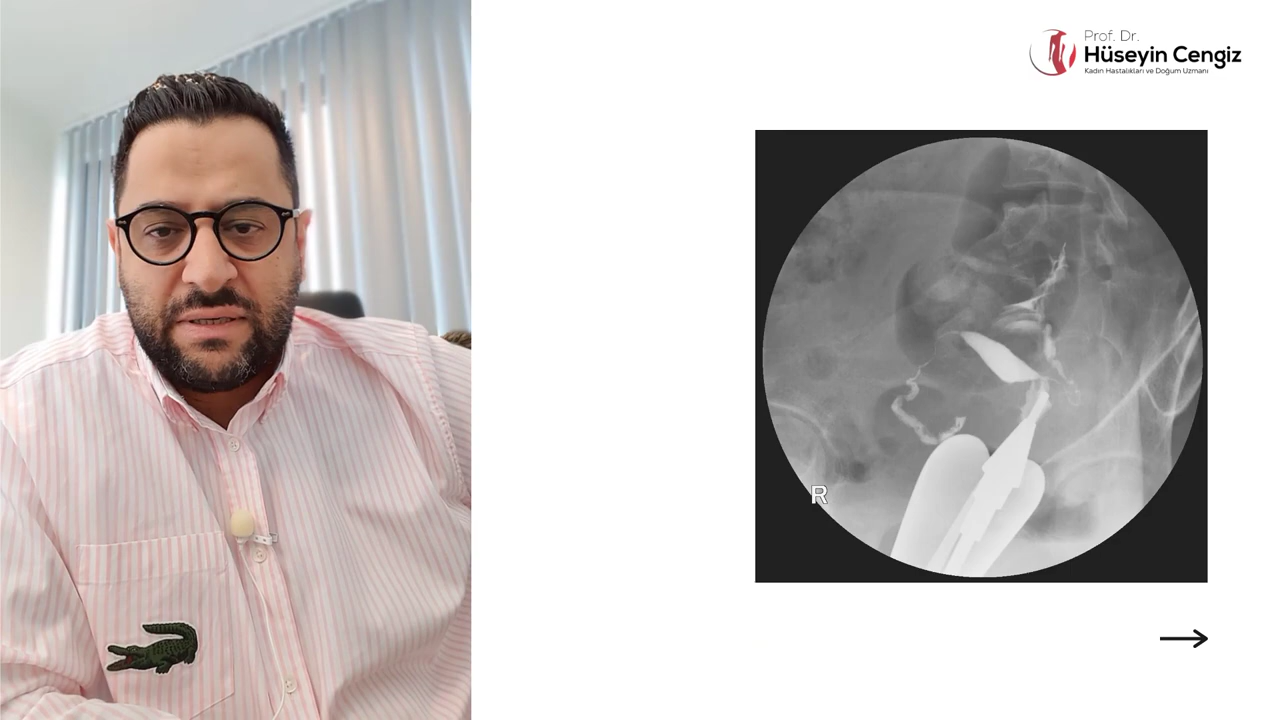 Prof. Dr.
Hüseyin Cengiz
Kadın Hastalıkları ve Doğum Uzmanı
R